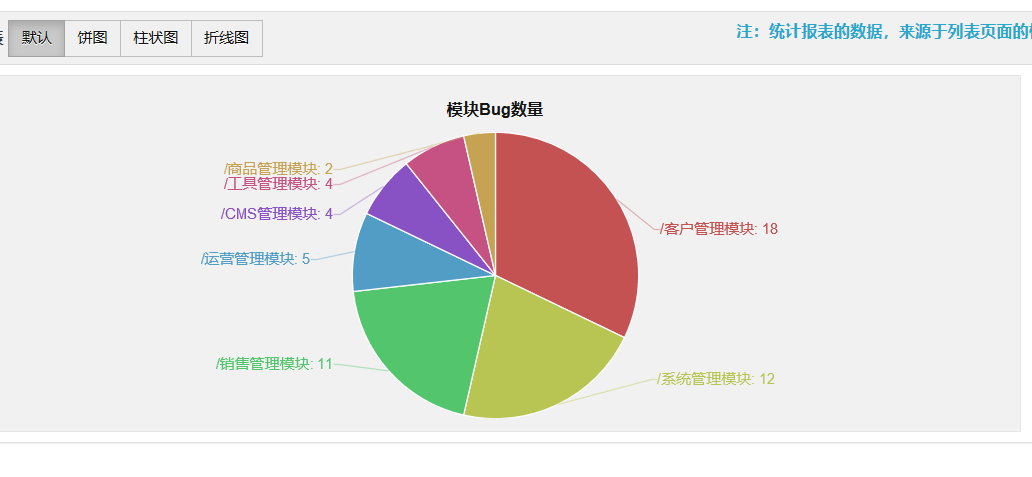 默认 饼图 柱状图 折线图
注：统计报表的数据，来源于列表页面的
模块Bug数量
/商品管理模块: 2
/工具管理模块: 4
/CMS管理模块: 4
/客户管理模块: 18
/运营管理模块: 5
/销售管理模块: 11
/系统管理模块: 12